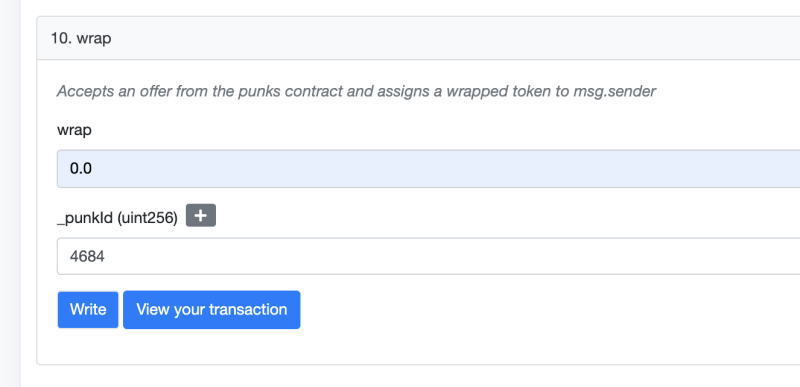 10. wrap
Accepts an offer from the punks contract and assigns a wrapped token to msg.sender
wrap
0.0
_punkId (uint256) +
4684
Write View your transaction